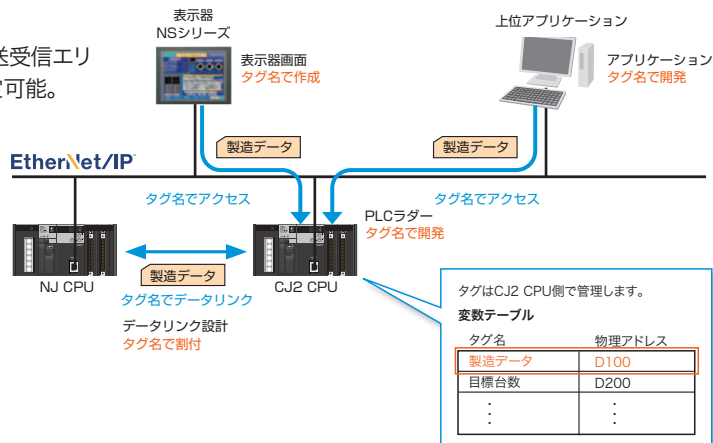 表示器
NSシリーズ
上位アプリケーション
送受信エリ
定可能。
表示器画面
タグ名で作成
アプリケーション
タグ名で開発
製造データ
製造データ
EtherNet/IP
タグ名でアクセス
タグ名でアクセス
PLCラダー
タグ名で開発
製造データ
NJ CPU
CJ2 CPU
タグ名でデータリンク
データリンク設計
タグ名で割付
タグはCJ2 CPU側で管理します。
変数テーブル
タグ名 物理アドレス
製造データ D100
目標台数 D200
: :